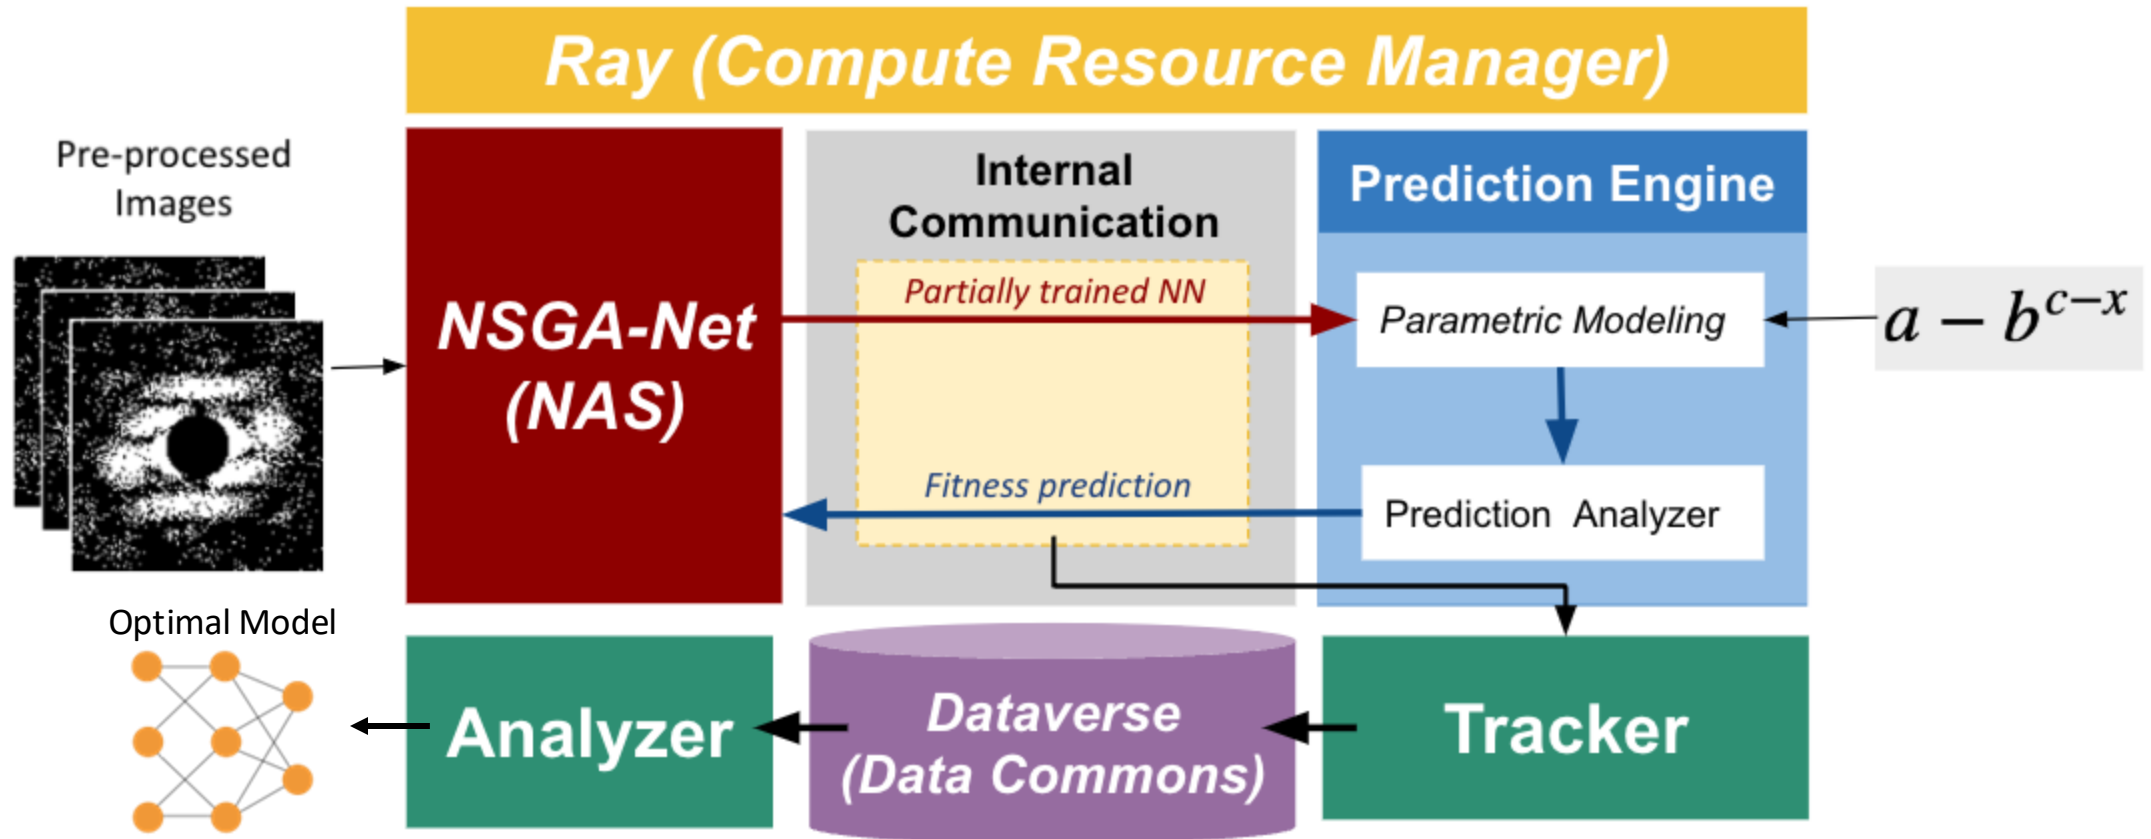 Ray (Compute Resource Manager)
Pre-processed
Images
NSGA-Net
(NAS)
Internal
Communication
Partially trained NN
Fitness prediction
Prediction Engine
Parametric Modeling
Prediction Analyzer
a − b^{c−x}
Optimal Model
Analyzer
Dataverse
(Data Commons)
Tracker